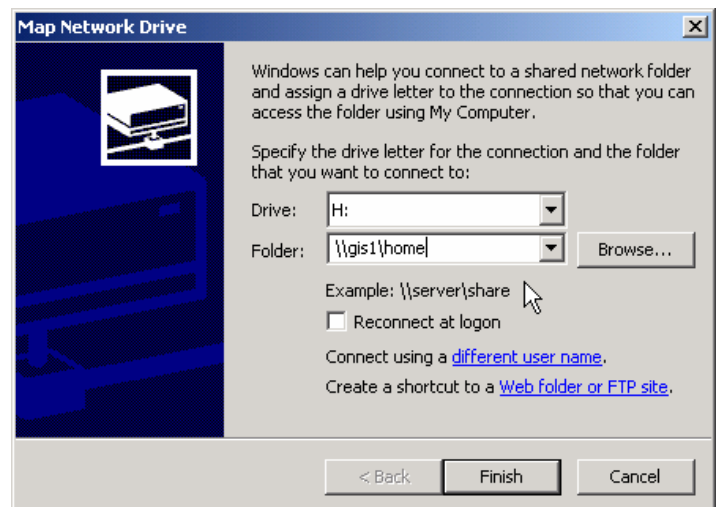 Map Network Drive
Windows can help you connect to a shared network folder
and assign a drive letter to the connection so that you can
access the folder using My Computer.
Specify the drive letter for the connection and the folder
that you want to connect to:
Drive: H:
Folder: \\gis1\home Browse...
Example: \\server\share
Reconnect at logon
Connect using a different user name.
Create a shortcut to a Web folder or FTP site.
< Back Finish Cancel